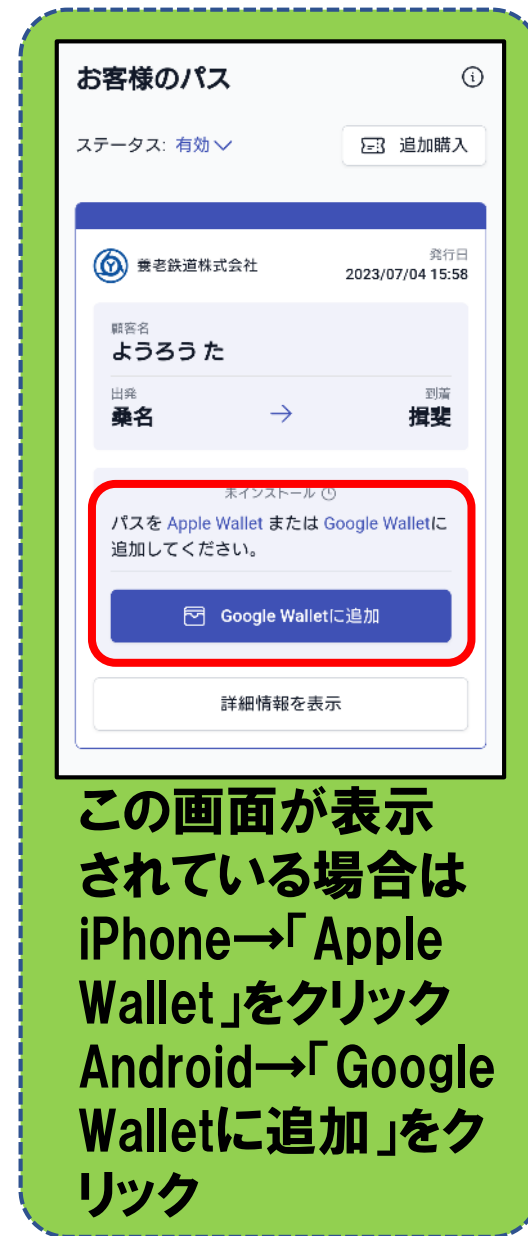 お客様のパス
ステータス: 有効
追加購入
養老鉄道株式会社
発行日
2023/07/04 15:58
顧客名
ようろう た
出発
到着
桑名 → 揖斐
未インストール
パスを Apple Wallet または Google Walletに
追加してください。
Google Walletに追加
詳細情報を表示
この画面が表示
されている場合は
iPhone→「Apple
Wallet」をクリック
Android→「Google
Walletに追加」をク
リック